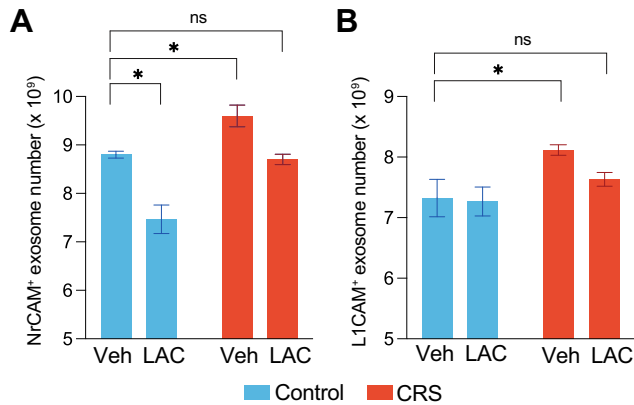 A
ns
*
*
NrCAM⁺ exosome number (x 10⁹)
10
9
8
7
6
5
Veh LAC Veh LAC
B
ns
*
L1CAM⁺ exosome number (x 10⁹)
9
8
7
6
5
Veh LAC Veh LAC
Control CRS